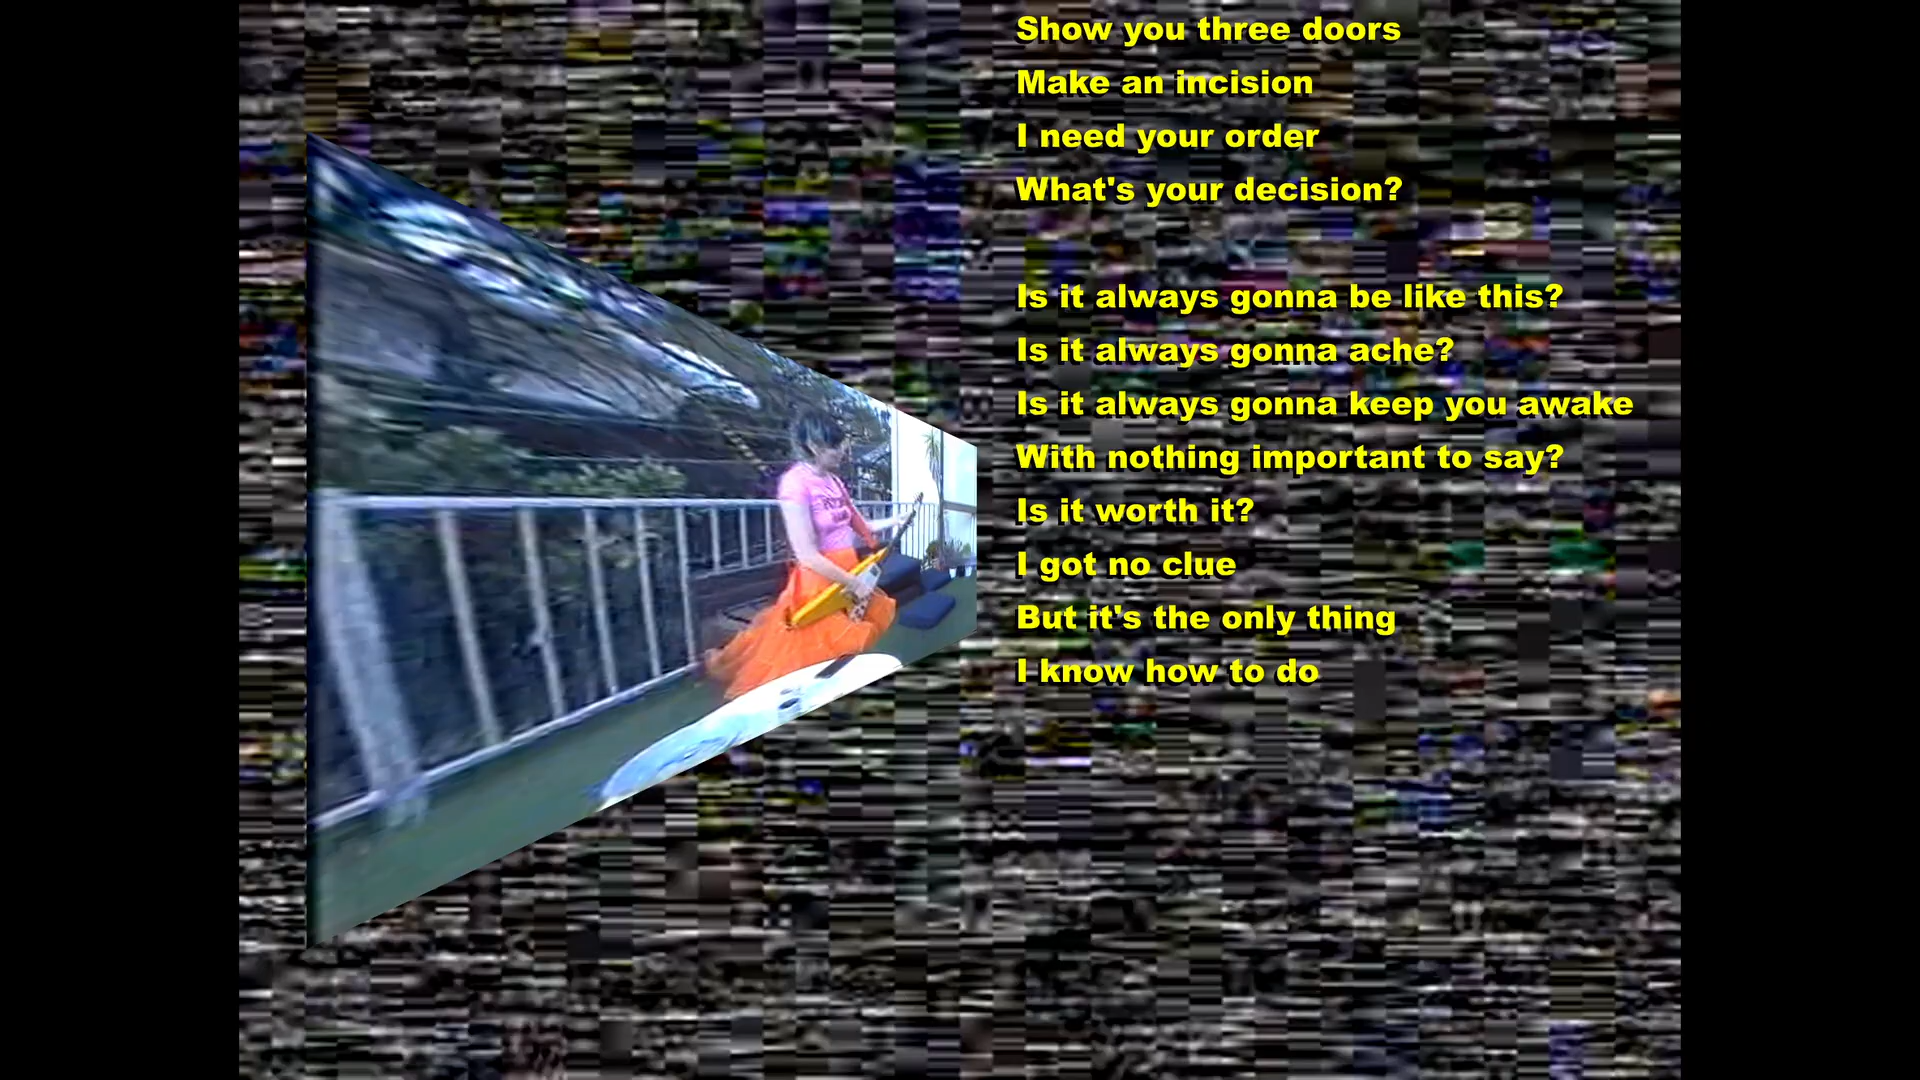 Show you three doors
Make an incision
I need your order
What's your decision?
Is it always gonna be like this?
Is it always gonna ache?
Is it always gonna keep you awake
With nothing important to say?
Is it worth it?
I got no clue
But it's the only thing
I know how to do